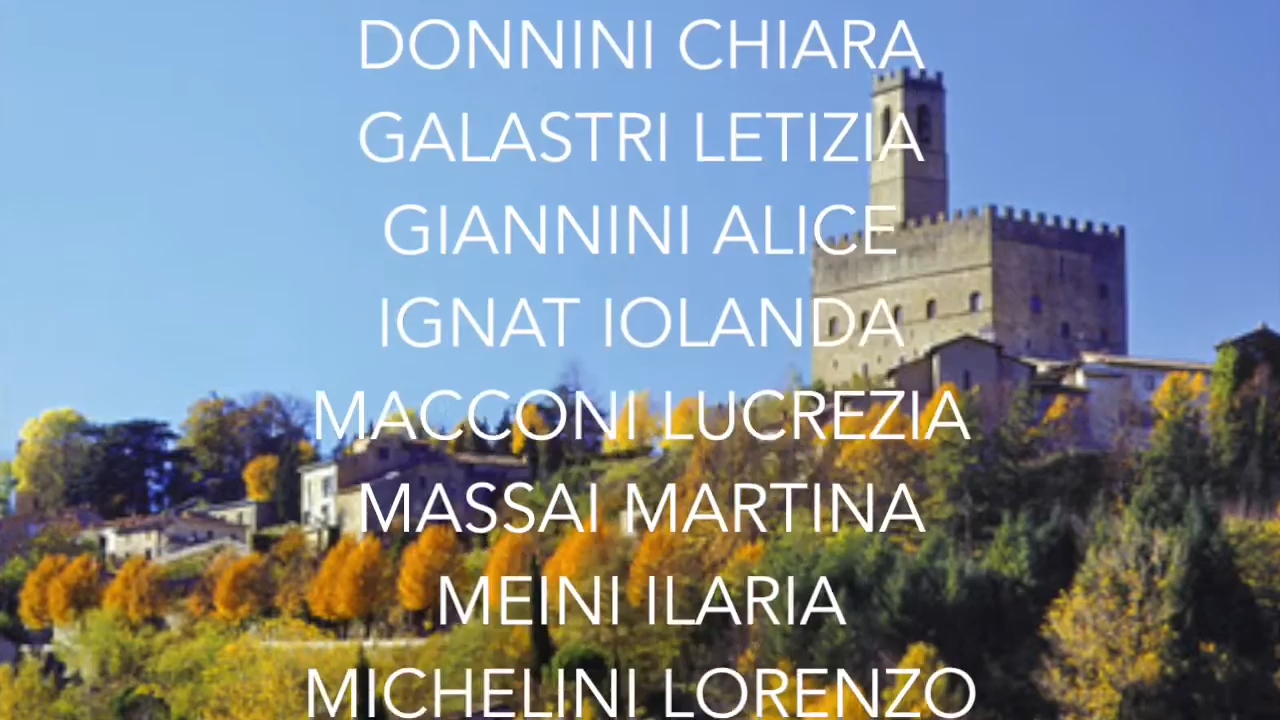 DONNINI CHIARA
GALASTRI LETIZIA
GIANNINI ALICE
IGNAT IOLANDA
MACCONI LUCREZIA
MASSAI MARTINA
MEINI ILARIA
MICHELINI LORENZO